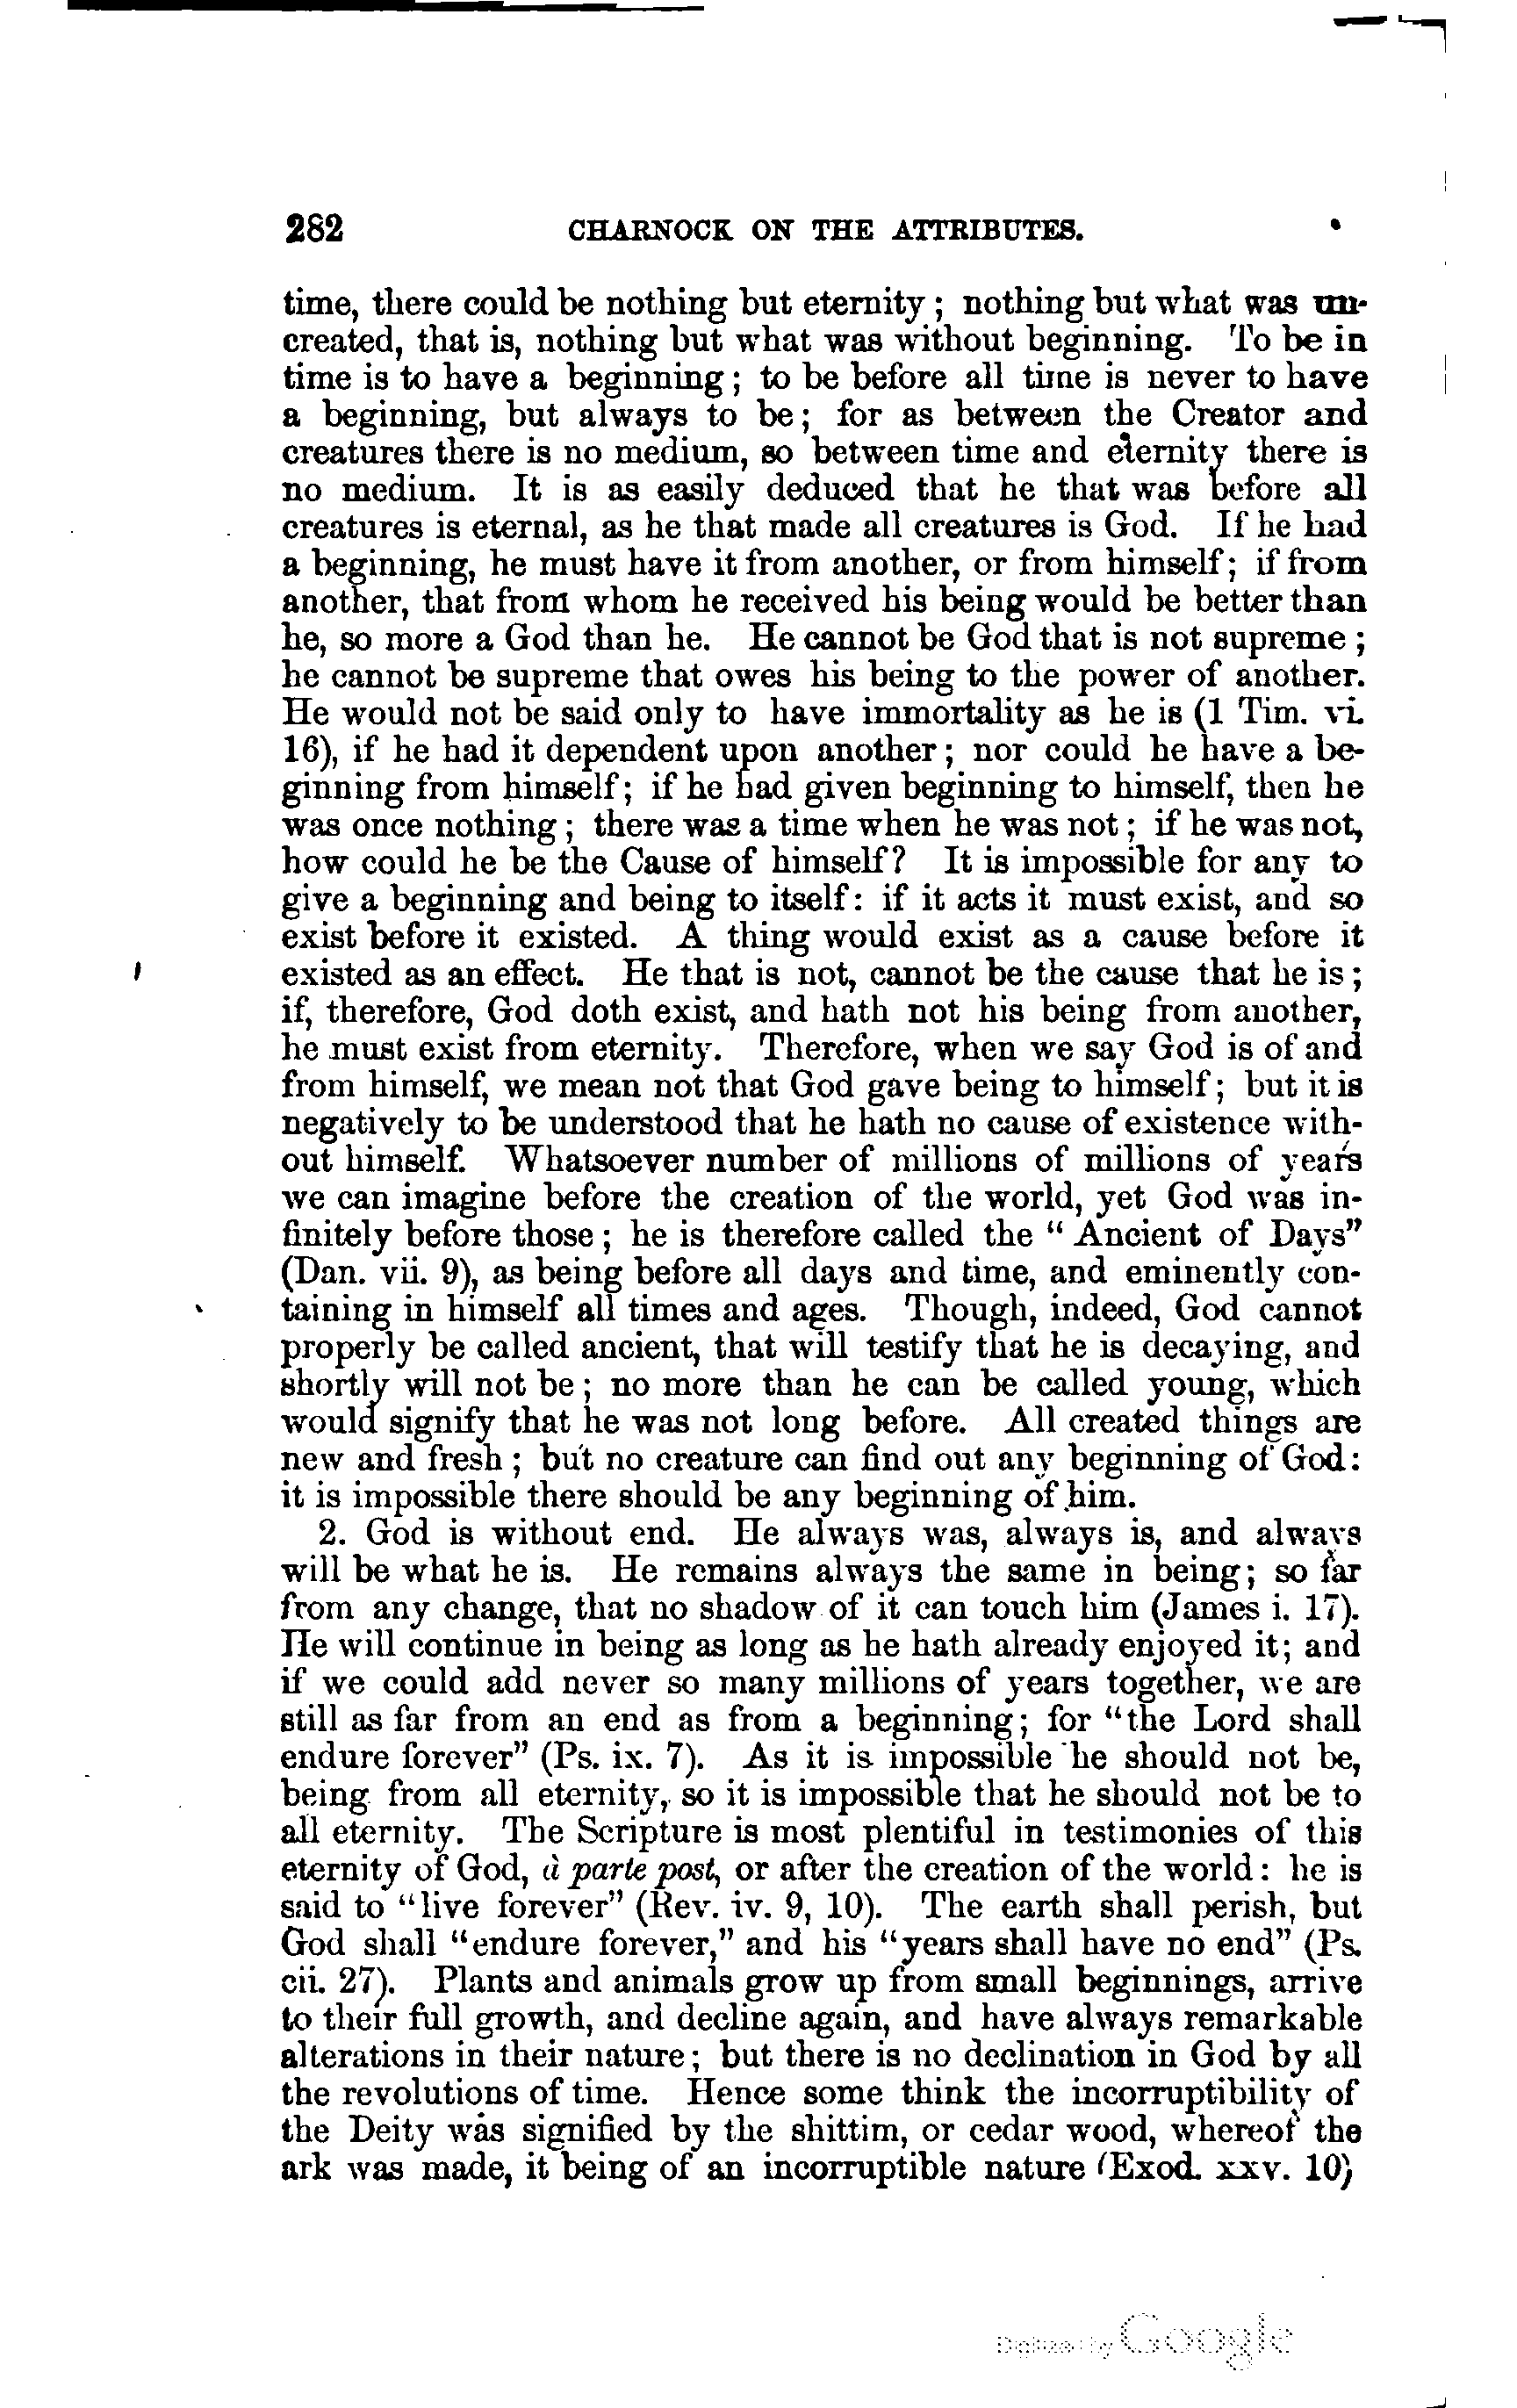 282 CHARNOCK ON THE ATTRIBUTES.
time, there could be nothing but eternity; nothing but what was un-
created, that is, nothing but what was without beginning. To be in
time is to have a beginning; to be before all time is never to have
a beginning, but always to be; for as between the Creator and
creatures there is no medium, so between time and eternity there is
no medium. It is as easily deduced that he that was before all
creatures is eternal, as he that made all creatures is God. If he had
a beginning, he must have it from another, or from himself; if from
another, that from whom he received his being would be better than
he, so more a God than he. He cannot be God that is not supreme;
he cannot be supreme that owes his being to the power of another.
He would not be said only to have immortality as he is (1 Tim. vi.
16), if he had it dependent upon another; nor could he have a be-
ginning from himself; if he had given beginning to himself, then he
was once nothing; there was a time when he was not; if he was not,
how could he be the Cause of himself? It is impossible for any to
give a beginning and being to itself: if it acts it must exist, and so
exist before it existed. A thing would exist as a cause before it
existed as an effect. He that is not, cannot be the cause that he is;
if, therefore, God doth exist, and hath not his being from another,
he must exist from eternity. Therefore, when we say God is of and
from himself, we mean not that God gave being to himself; but it is
negatively to be understood that he hath no cause of existence with-
out himself. Whatsoever number of millions of millions of years
we can imagine before the creation of the world, yet God was in-
finitely before those; he is therefore called the "Ancient of Days"
(Dan. vii. 9), as being before all days and time, and eminently con-
taining in himself all times and ages. Though, indeed, God cannot
properly be called ancient, that will testify that he is decaying, and
shortly will not be; no more than he can be called young, which
would signify that he was not long before. All created things are
new and fresh; but no creature can find out any beginning of God:
it is impossible there should be any beginning of him.
2. God is without end. He always was, always is, and always
will be what he is. He remains always the same in being; so far
from any change, that no shadow of it can touch him (James i. 17).
He will continue in being as long as he hath already enjoyed it; and
if we could add never so many millions of years together, we are
still as far from an end as from a beginning; for "the Lord shall
endure forever" (Ps. ix. 7). As it is impossible he should not be,
being from all eternity, so it is impossible that he should not be to
all eternity. The Scripture is most plentiful in testimonies of this
eternity of God, à parte post, or after the creation of the world: he is
said to "live forever" (Rev. iv. 9, 10). The earth shall perish, but
God shall "endure forever," and his "years shall have no end" (Ps.
cii. 27). Plants and animals grow up from small beginnings, arrive
to their full growth, and decline again, and have always remarkable
alterations in their nature; but there is no declination in God by all
the revolutions of time. Hence some think the incorruptibility of
the Deity was signified by the shittim, or cedar wood, whereof the
ark was made, it being of an incorruptible nature (Exod. xxv. 10)
Digitized by Google